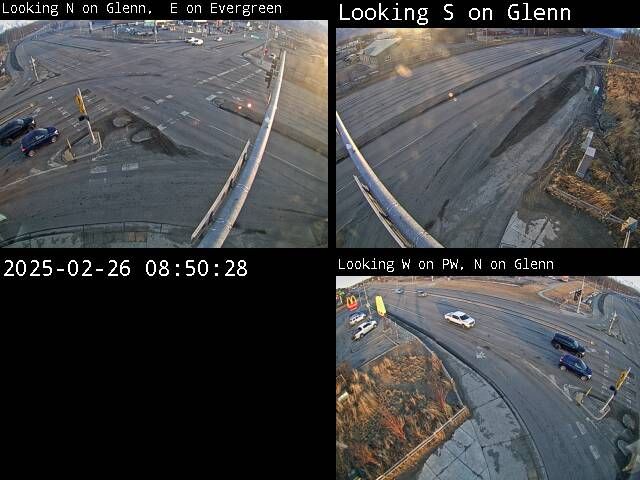 Looking N on Glenn,  E on Evergreen
Looking S on Glenn
2025-02-26 08:50:28
Looking W on PW, N on Glenn